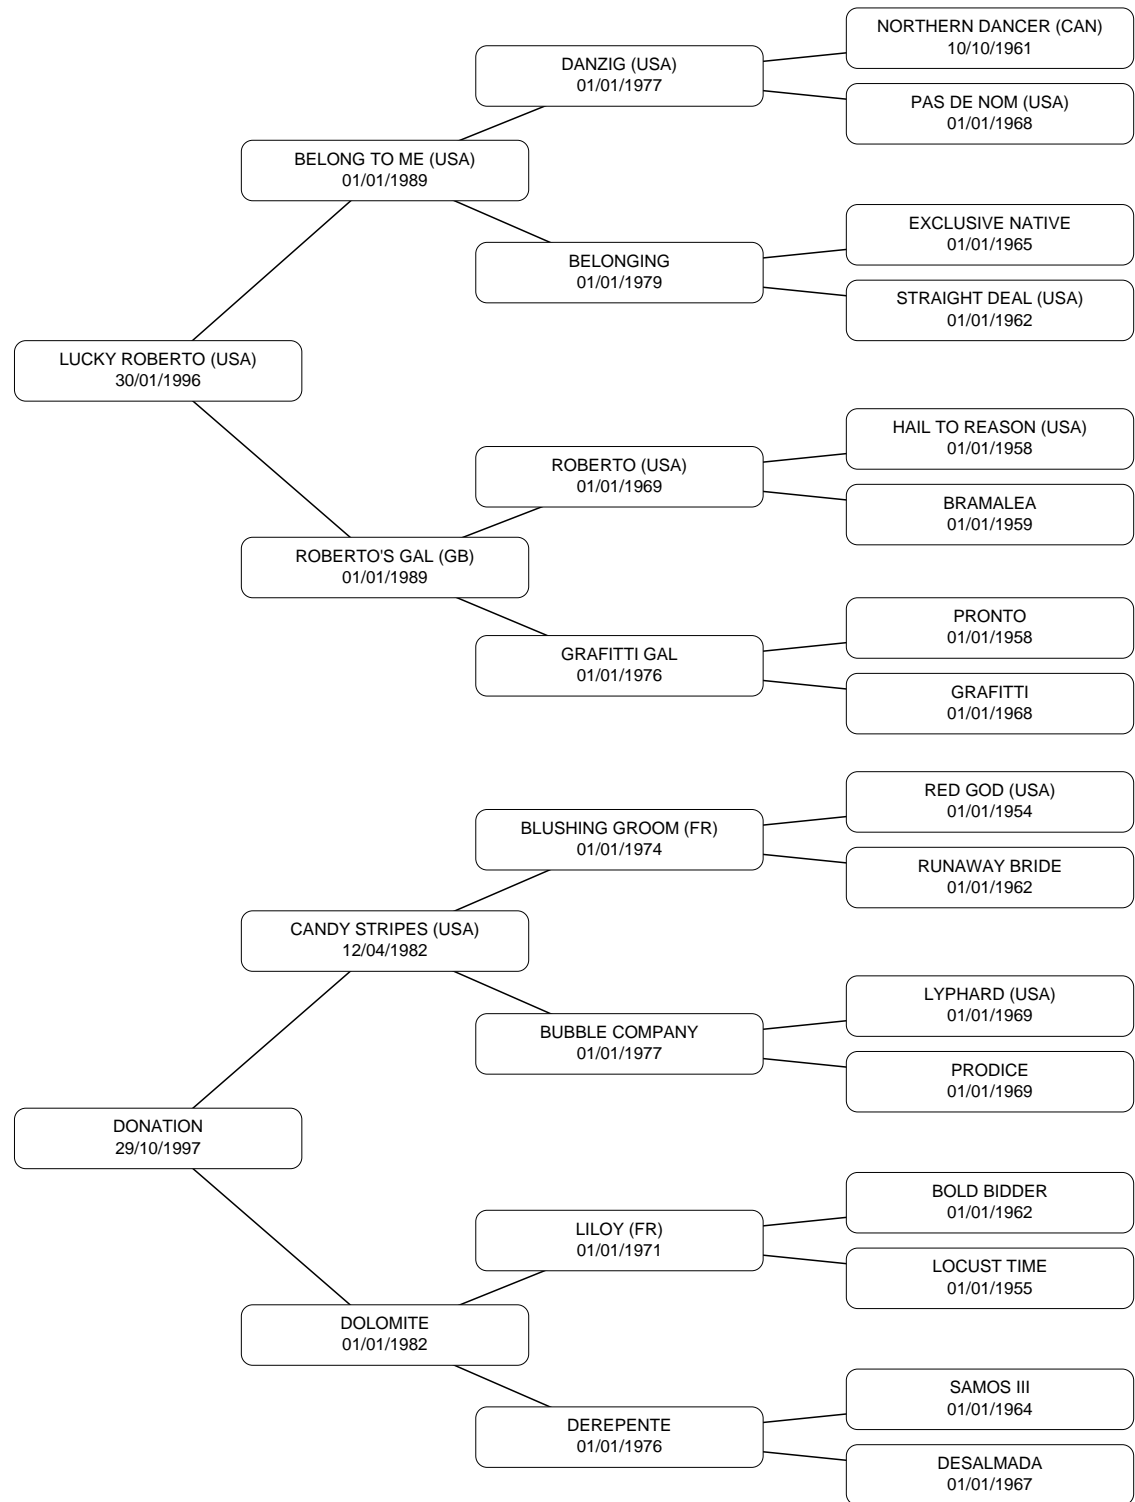 NORTHERN DANCER (CAN)
10/10/1961
DANZIG (USA)
01/01/1977
PAS DE NOM (USA)
01/01/1968
BELONG TO ME (USA)
01/01/1989
EXCLUSIVE NATIVE
01/01/1965
BELONGING
01/01/1979
STRAIGHT DEAL (USA)
01/01/1962
LUCKY ROBERTO (USA)
30/01/1996
HAIL TO REASON (USA)
01/01/1958
ROBERTO (USA)
01/01/1969
BRAMALEA
01/01/1959
ROBERTO'S GAL (GB)
01/01/1989
PRONTO
01/01/1958
GRAFITTI GAL
01/01/1976
GRAFITTI
01/01/1968
RED GOD (USA)
01/01/1954
BLUSHING GROOM (FR)
01/01/1974
RUNAWAY BRIDE
01/01/1962
CANDY STRIPES (USA)
12/04/1982
LYPHARD (USA)
01/01/1969
BUBBLE COMPANY
01/01/1977
PRODICE
01/01/1969
DONATION
29/10/1997
BOLD BIDDER
01/01/1962
LILOY (FR)
01/01/1971
LOCUST TIME
01/01/1955
DOLOMITE
01/01/1982
SAMOS III
01/01/1964
DEREPENTE
01/01/1976
DESALMADA
01/01/1967